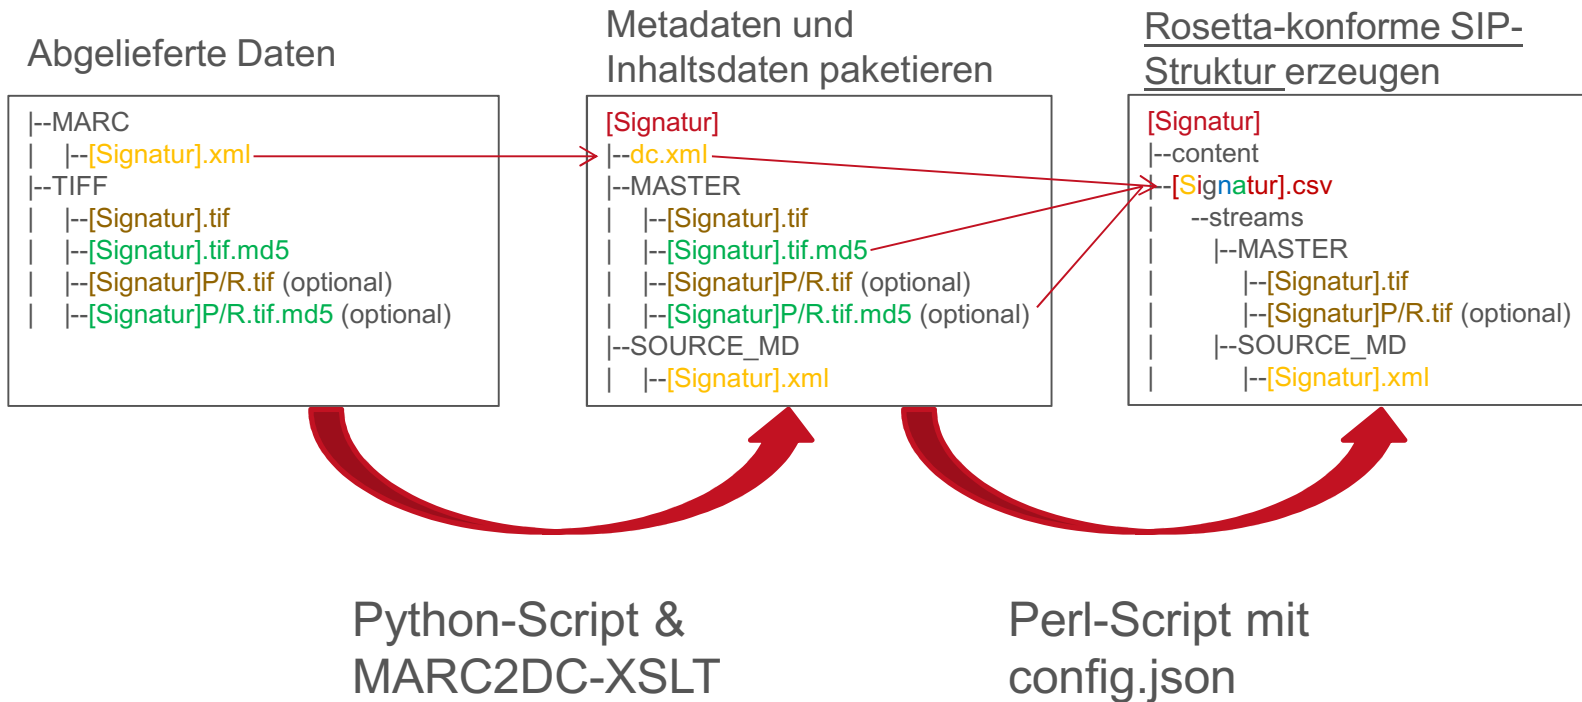 Abgelieferte Daten
|--MARC
|   |--[Signatur].xml
|--TIFF
|   |--[Signatur].tif
|   |--[Signatur].tif.md5
|   |--[Signatur]P/R.tif (optional)
|   |--[Signatur]P/R.tif.md5 (optional)
Metadaten und
Inhaltsdaten paketieren
[Signatur]
|--dc.xml
|--MASTER
|   |--[Signatur].tif
|   |--[Signatur].tif.md5
|   |--[Signatur]P/R.tif (optional)
|   |--[Signatur]P/R.tif.md5 (optional)
|--SOURCE_MD
|   |--[Signatur].xml
Rosetta-konforme SIP-
Struktur erzeugen
[Signatur]
|--content
|--[Signatur].csv
|     --streams
|       |--MASTER
|           |--[Signatur].tif
|           |--[Signatur]P/R.tif (optional)
|       |--SOURCE_MD
|           |--[Signatur].xml
Python-Script &
MARC2DC-XSLT
Perl-Script mit
config.json